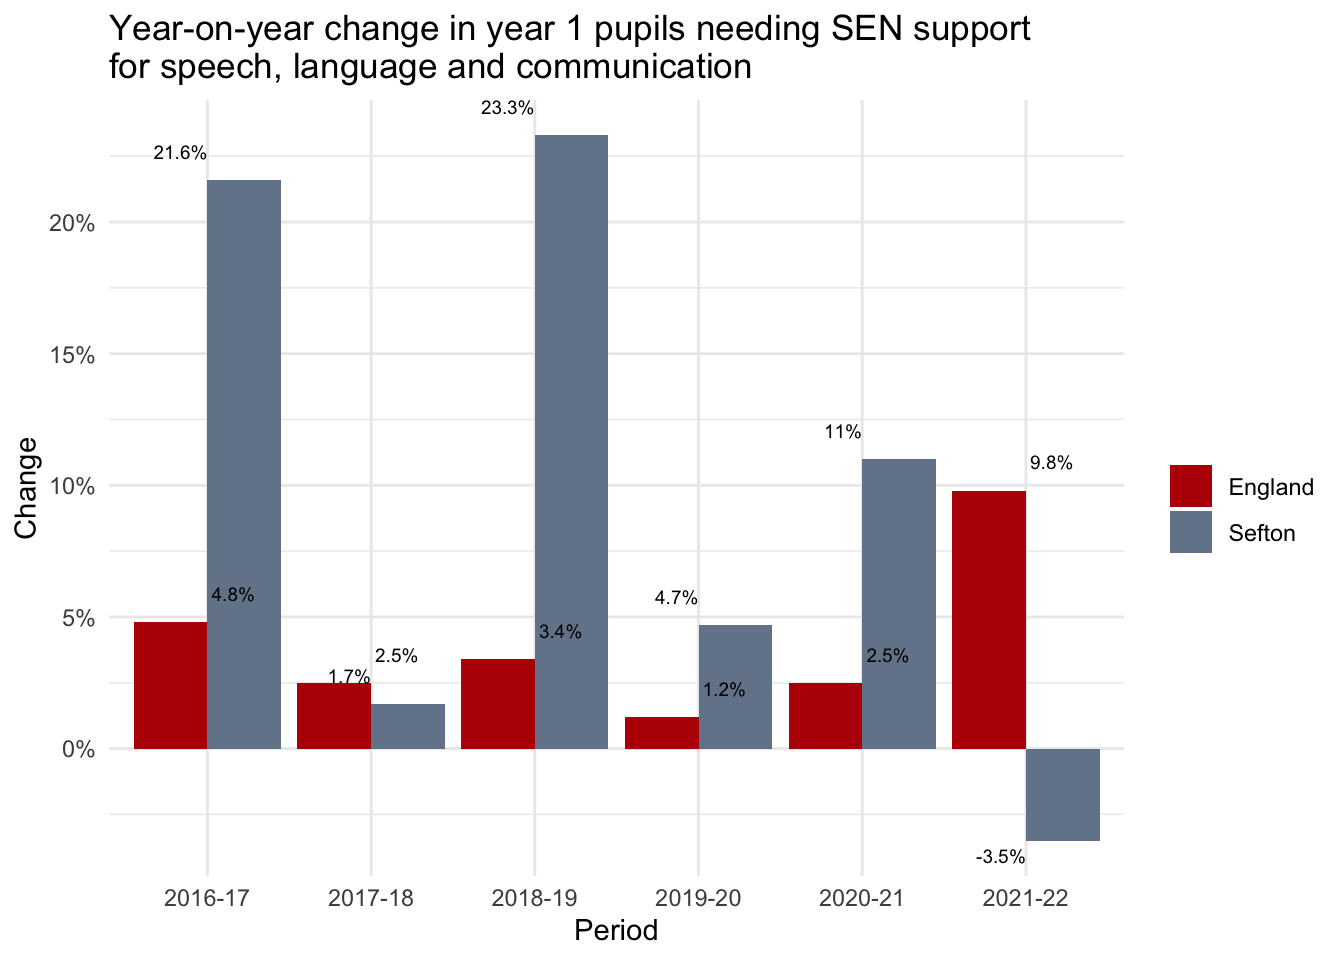 Year-on-year change in year 1 pupils needing SEN support
for speech, language and communication
23.3%
21.6%
20%
15%
11%
9.8%
10%
4.8%
4.7%
5%
3.4%
2.5%
2.5%
1.7%
1.2%
0%
-3.5%
Change
England
Sefton
2016-17 2017-18 2018-19 2019-20 2020-21 2021-22
Period